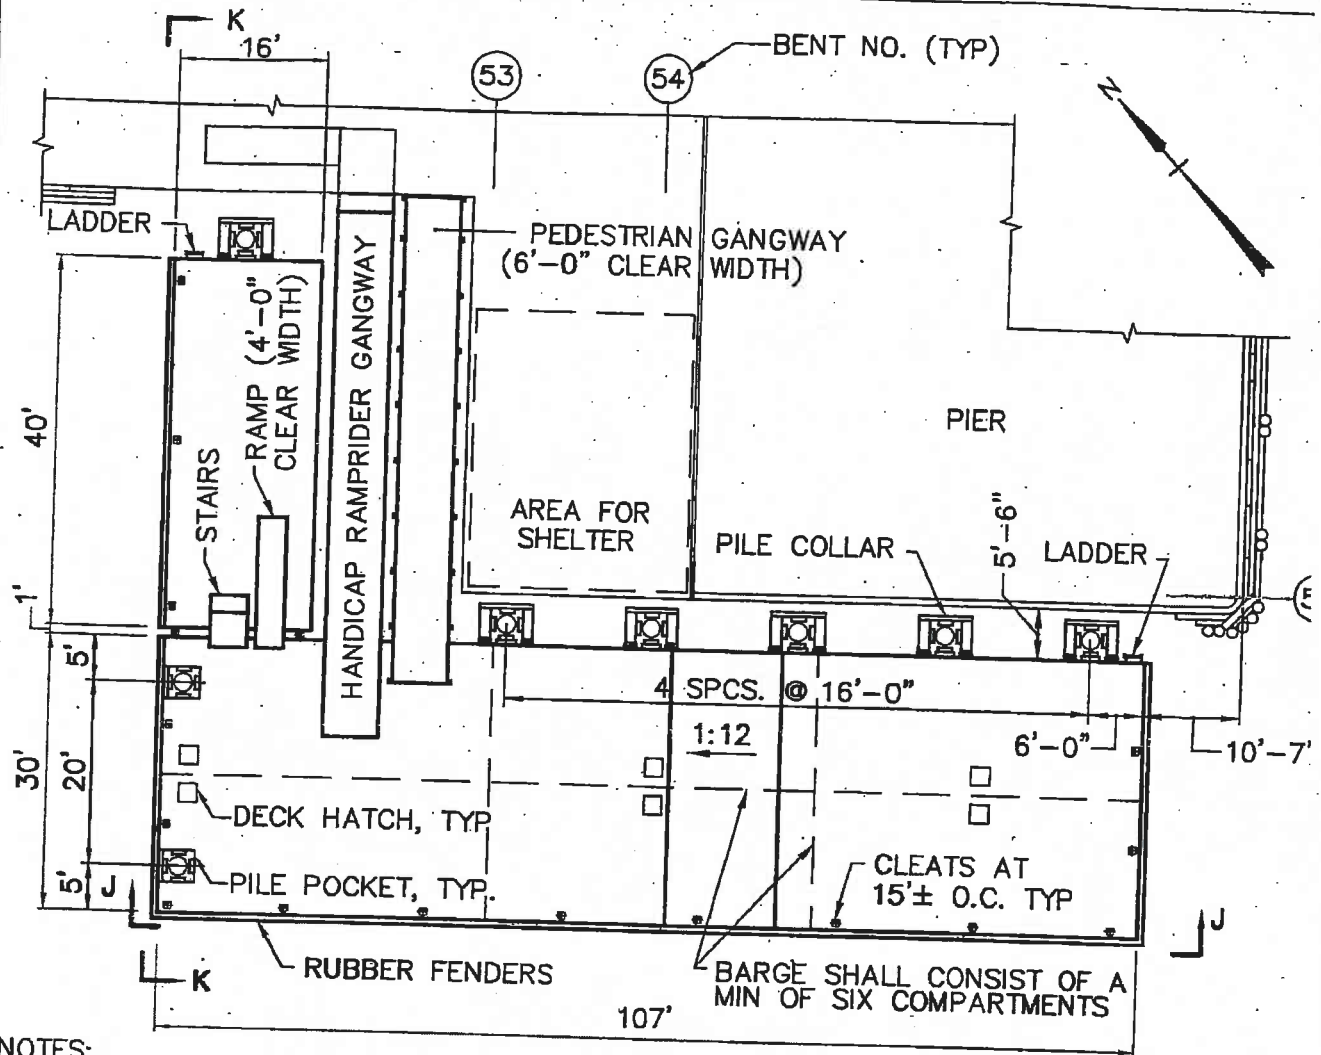 K
16'
53
54
BENT NO. (TYP)
N
LADDER
PEDESTRIAN GANGWAY
(6'-0" CLEAR WIDTH)
RAMP (4'-0"
CLEAR WIDTH)
HANDICAP RAMPRIDER GANGWAY
40'
STAIRS
PIER
AREA FOR
SHELTER
PILE COLLAR
5'-6"
LADDER
1'
5'
4 SPCS. @ 16'-0"
1:12
6'-0"
10'-7'
30'
20'
DECK HATCH, TYP
CLEATS AT
15'± O.C. TYP
5'
J
PILE POCKET, TYP.
J
RUBBER FENDERS
K
BARGE SHALL CONSIST OF A
MIN OF SIX COMPARTMENTS
107'
NOTES: